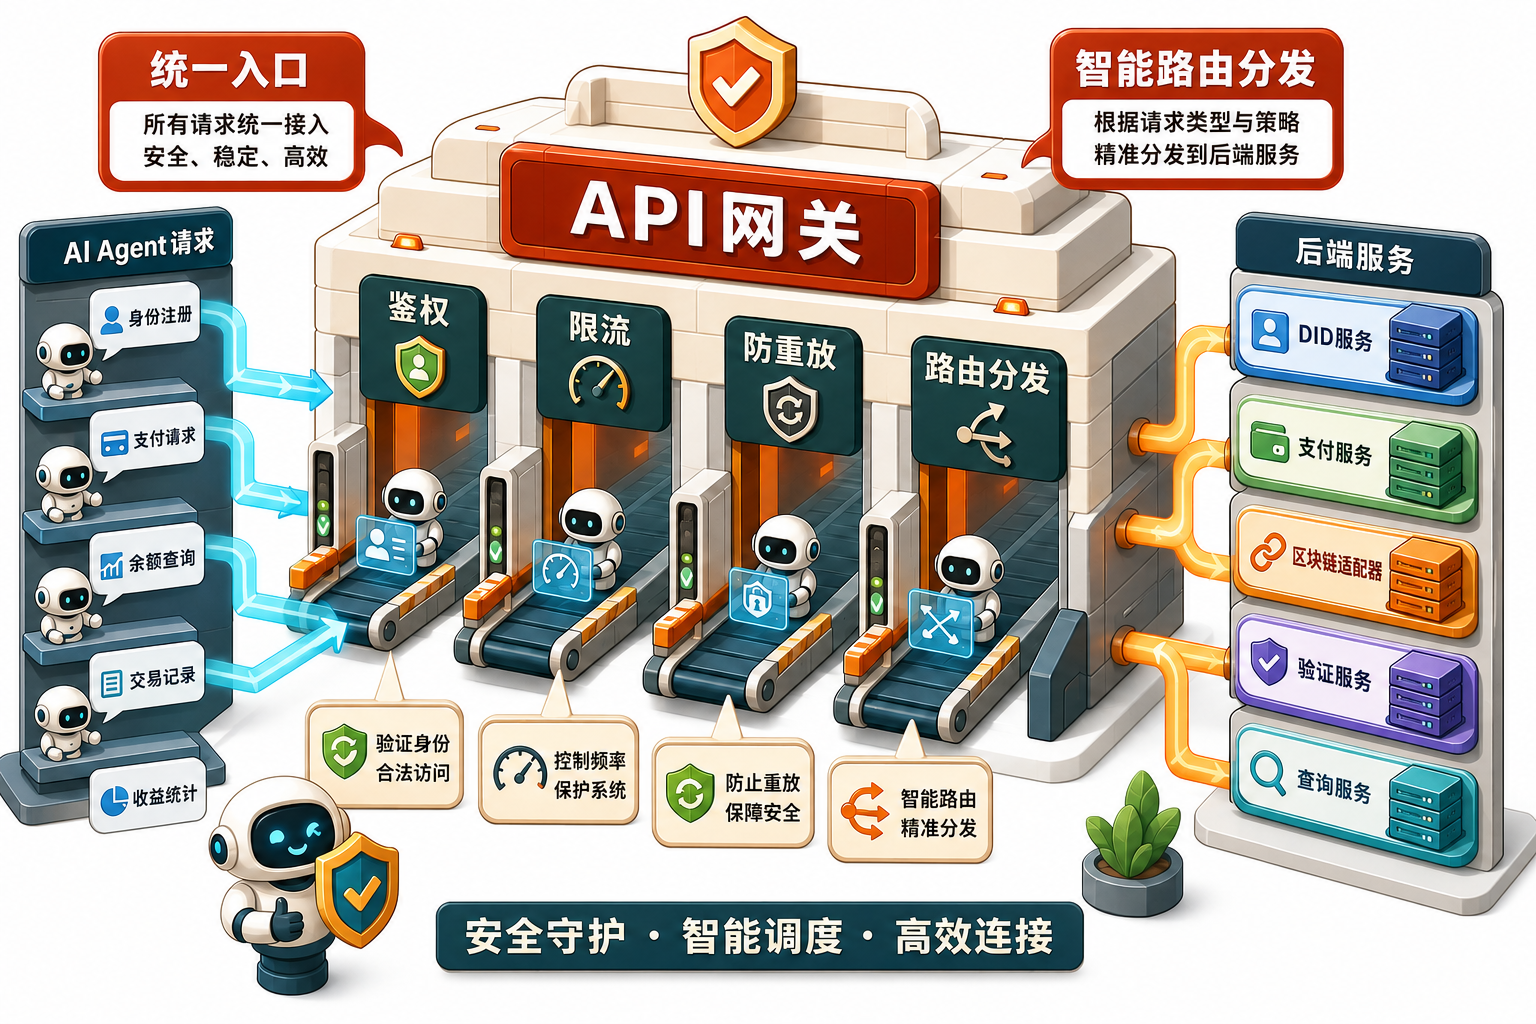 统一入口
所有请求统一接入
安全、稳定、高效
智能路由分发
根据请求类型与策略
精准分发到后端服务
API网关
AI Agent 请求
身份注册
支付请求
余额查询
交易记录
收益统计
鉴权
限流
防重放
路由分发
验证身份
合法访问
控制频率
保护系统
防止重放
保障安全
智能路由
精准分发
后端服务
DID服务
支付服务
区块链适配器
验证服务
查询服务
安全守护 · 智能调度 · 高效连接